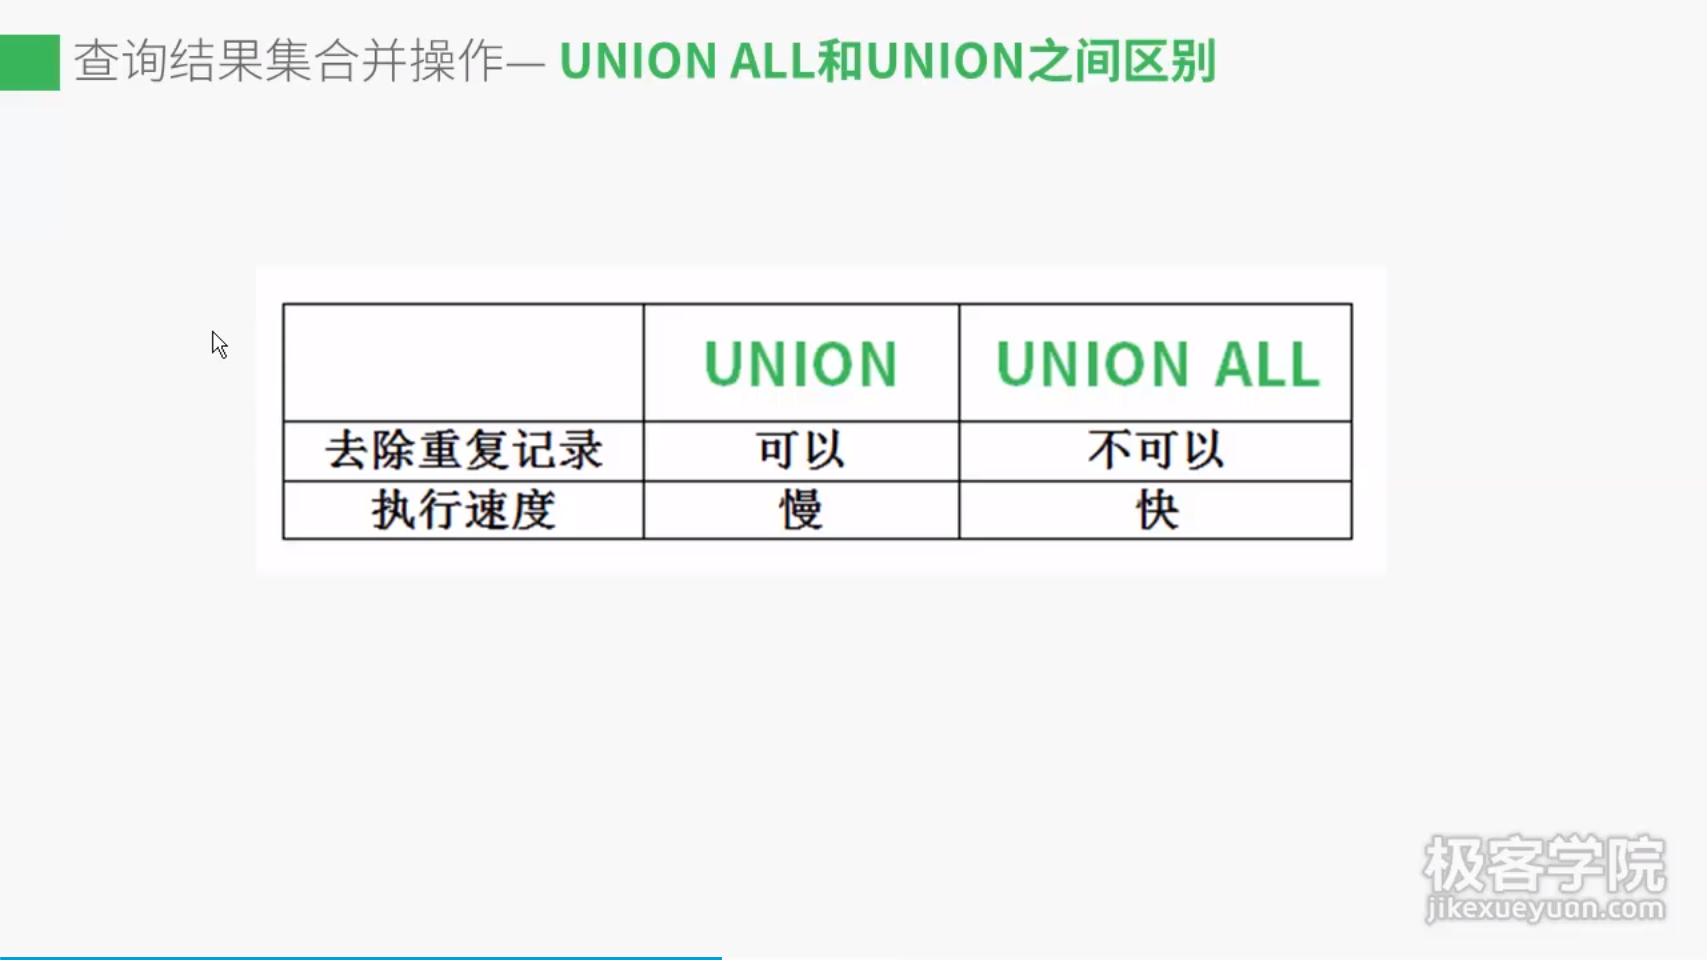 查询结果集合并操作— UNION ALL和UNION之间区别
UNION UNION ALL
去除重复记录 可以 不可以
执行速度 慢 快
极客学院
jikexueyuan.com